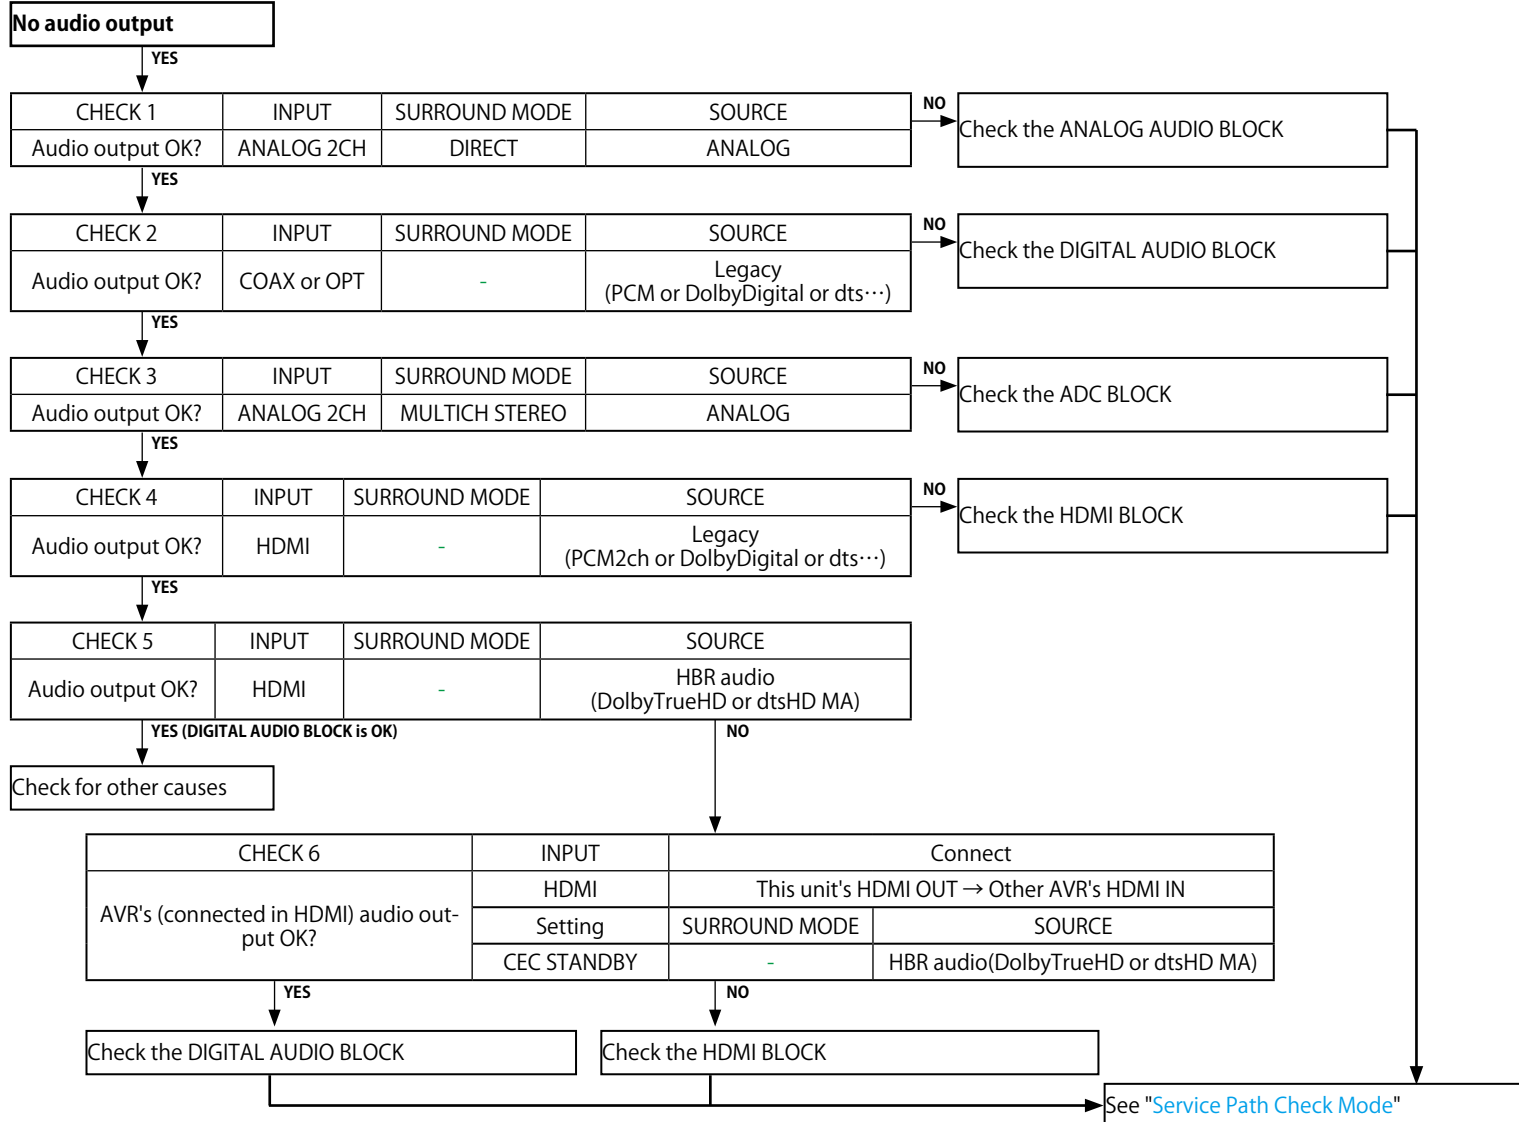 No audio output
YES
CHECK 1 INPUT SURROUND MODE SOURCE
Audio output OK? ANALOG 2CH DIRECT ANALOG
NO
Check the ANALOG AUDIO BLOCK
YES
CHECK 2 INPUT SURROUND MODE SOURCE
Audio output OK? COAX or OPT - Legacy
(PCM or DolbyDigital or dts⋯)
NO
Check the DIGITAL AUDIO BLOCK
YES
CHECK 3 INPUT SURROUND MODE SOURCE
Audio output OK? ANALOG 2CH MULTICH STEREO ANALOG
NO
Check the ADC BLOCK
YES
CHECK 4 INPUT SURROUND MODE SOURCE
Audio output OK? HDMI - Legacy
(PCM2ch or DolbyDigital or dts⋯)
NO
Check the HDMI BLOCK
YES
CHECK 5 INPUT SURROUND MODE SOURCE
Audio output OK? HDMI - HBR audio
(DolbyTrueHD or dtsHD MA)
YES (DIGITAL AUDIO BLOCK is OK)
NO
Check for other causes
CHECK 6 INPUT Connect
HDMI This unit's HDMI OUT → Other AVR's HDMI IN
AVR's (connected in HDMI) audio out-
put OK?
Setting SURROUND MODE SOURCE
CEC STANDBY - HBR audio(DolbyTrueHD or dtsHD MA)
YES
NO
Check the DIGITAL AUDIO BLOCK
Check the HDMI BLOCK
See "Service Path Check Mode"